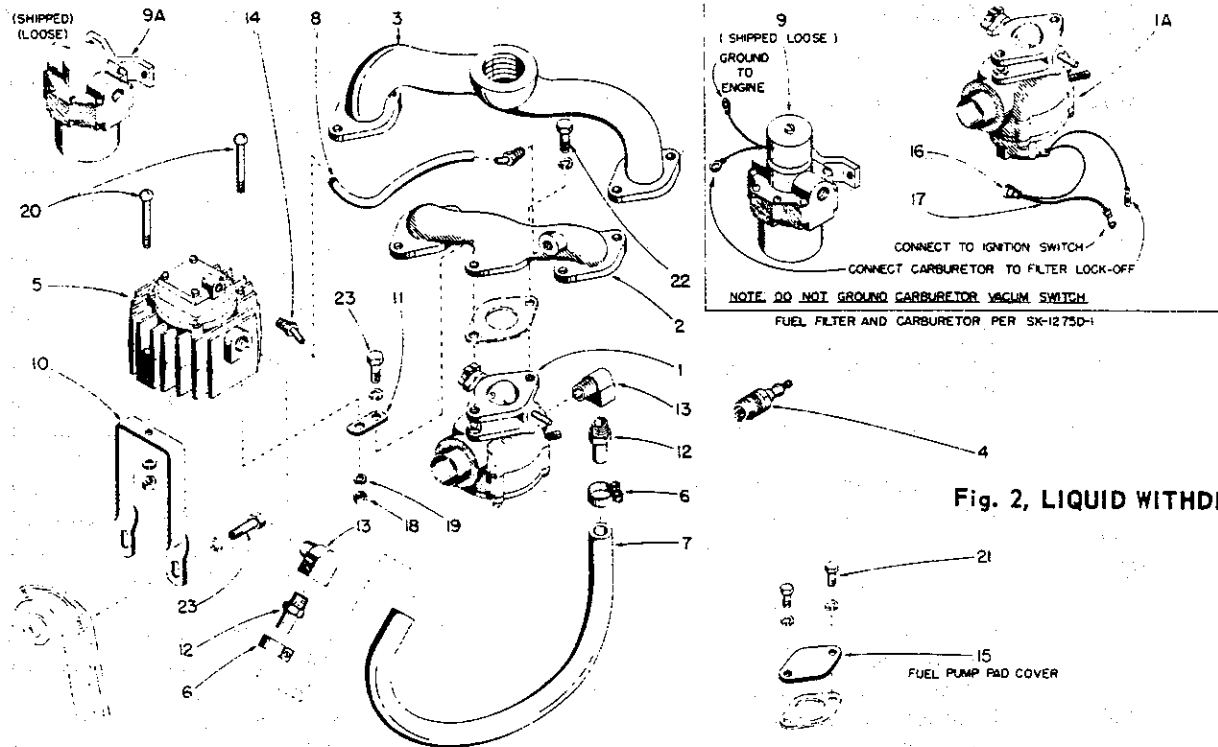 (SHIPPED)
(LOOSE)
9A
14
8
3
9
(SHIPPED LOOSE)
GROUND
TO
ENGINE
1A
16
17
CONNECT TO IGNITION SWITCH
CONNECT CARBURETOR TO FILTER LOCK-OFF
NOTE: DO NOT GROUND CARBURETOR VACUM SWITCH
FUEL FILTER AND CARBURETOR PER SK-1275D-1
20
5
10
23
11
22
2
1
13
12
6
7
4
Fig. 2, LIQUID
18
19
13
23
12
6
21
15
FUEL PUMP PAD COVER